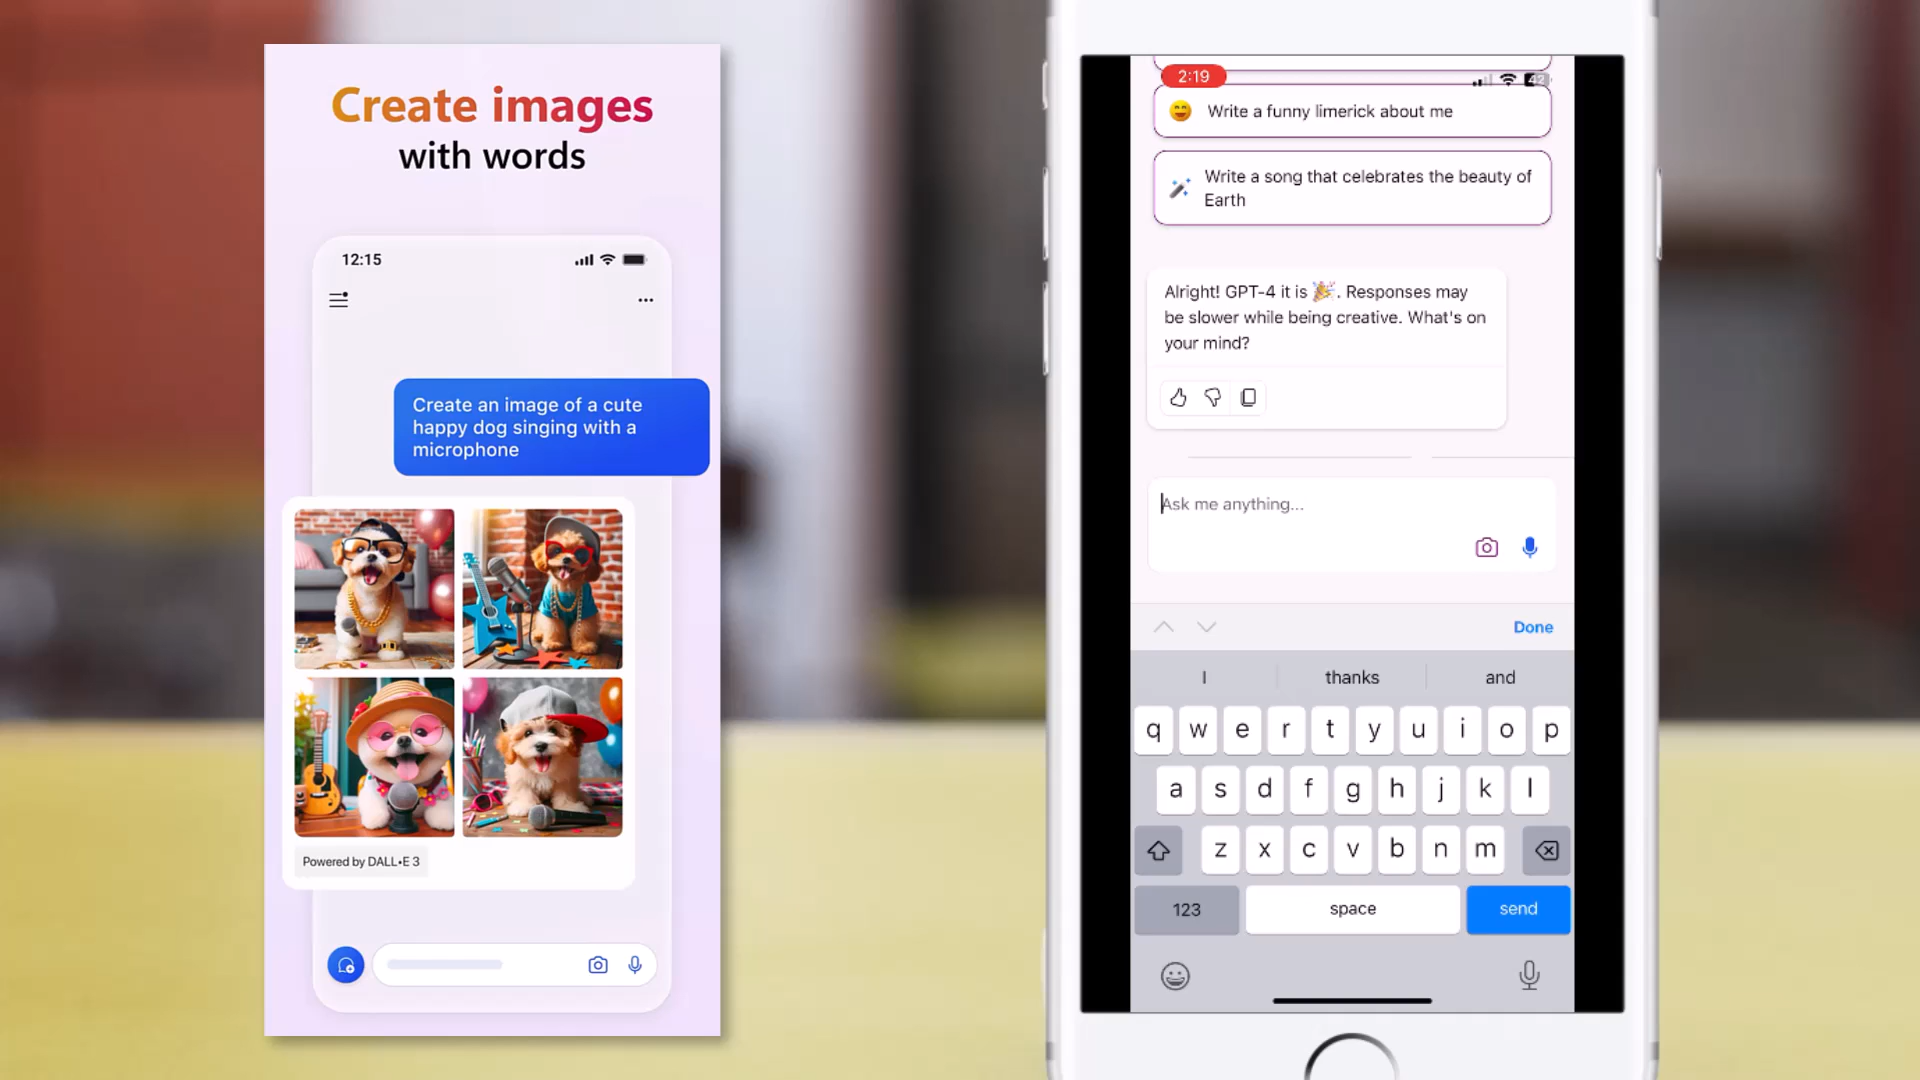 Create images
with words
12:15
Create an image of a cute
happy dog singing with a
microphone
Powered by DALL•E 3
2:19
42
Write a funny limerick about me
Write a song that celebrates the beauty of
Earth
Alright! GPT-4 it is 🎉. Responses may
be slower while being creative. What's on
your mind?
Ask me anything...
Done
I thanks and
q w e r t y u i o p
a s d f g h j k l
z x c v b n m
123 space send